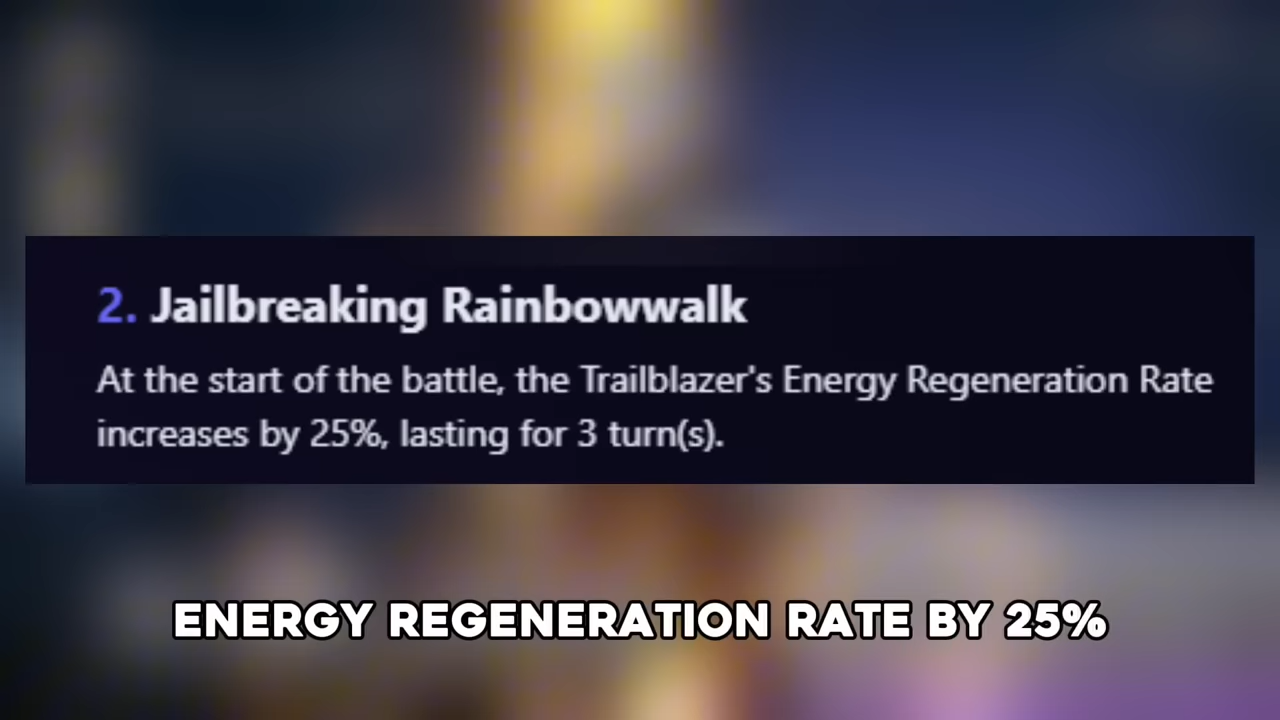 2. Jailbreaking Rainbowwalk
At the start of the battle, the Trailblazer's Energy Regeneration Rate
increases by 25%, lasting for 3 turn(s).
ENERGY REGENERATION RATE BY 25%